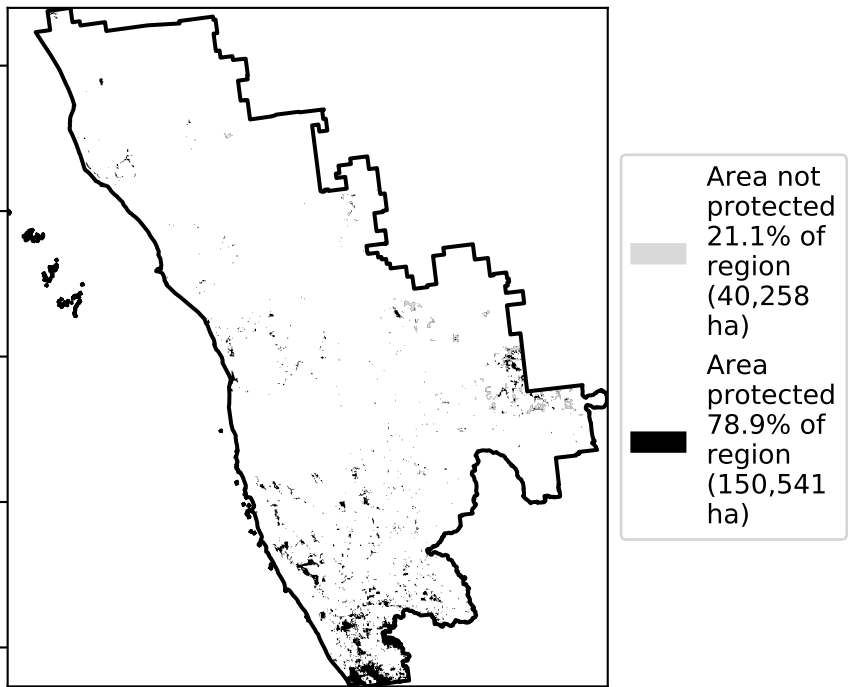 Area not
protected
21.1% of
region
(40,258
ha)
Area
protected
78.9% of
region
(150,541
ha)